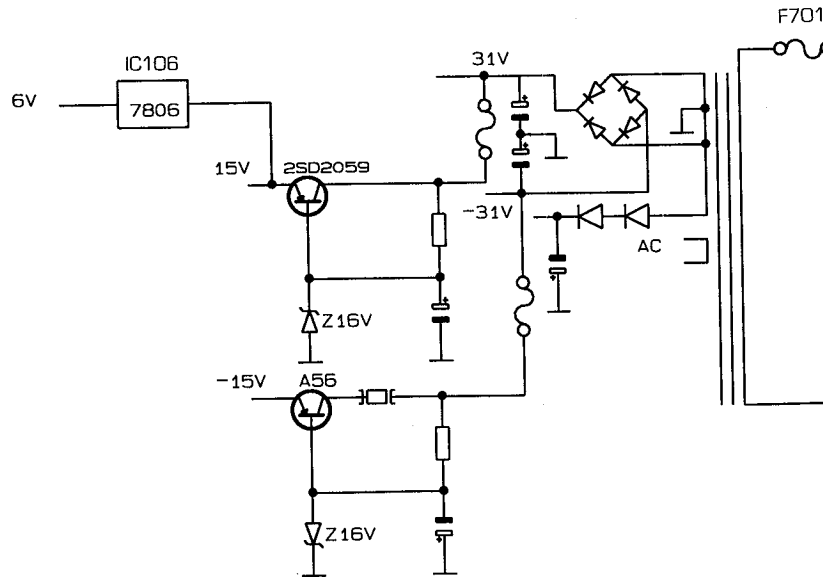 F701
IC106
31V
6V
7806
15V
2SD2059
-31V
AC
Z16V
-15V
A56
Z16V